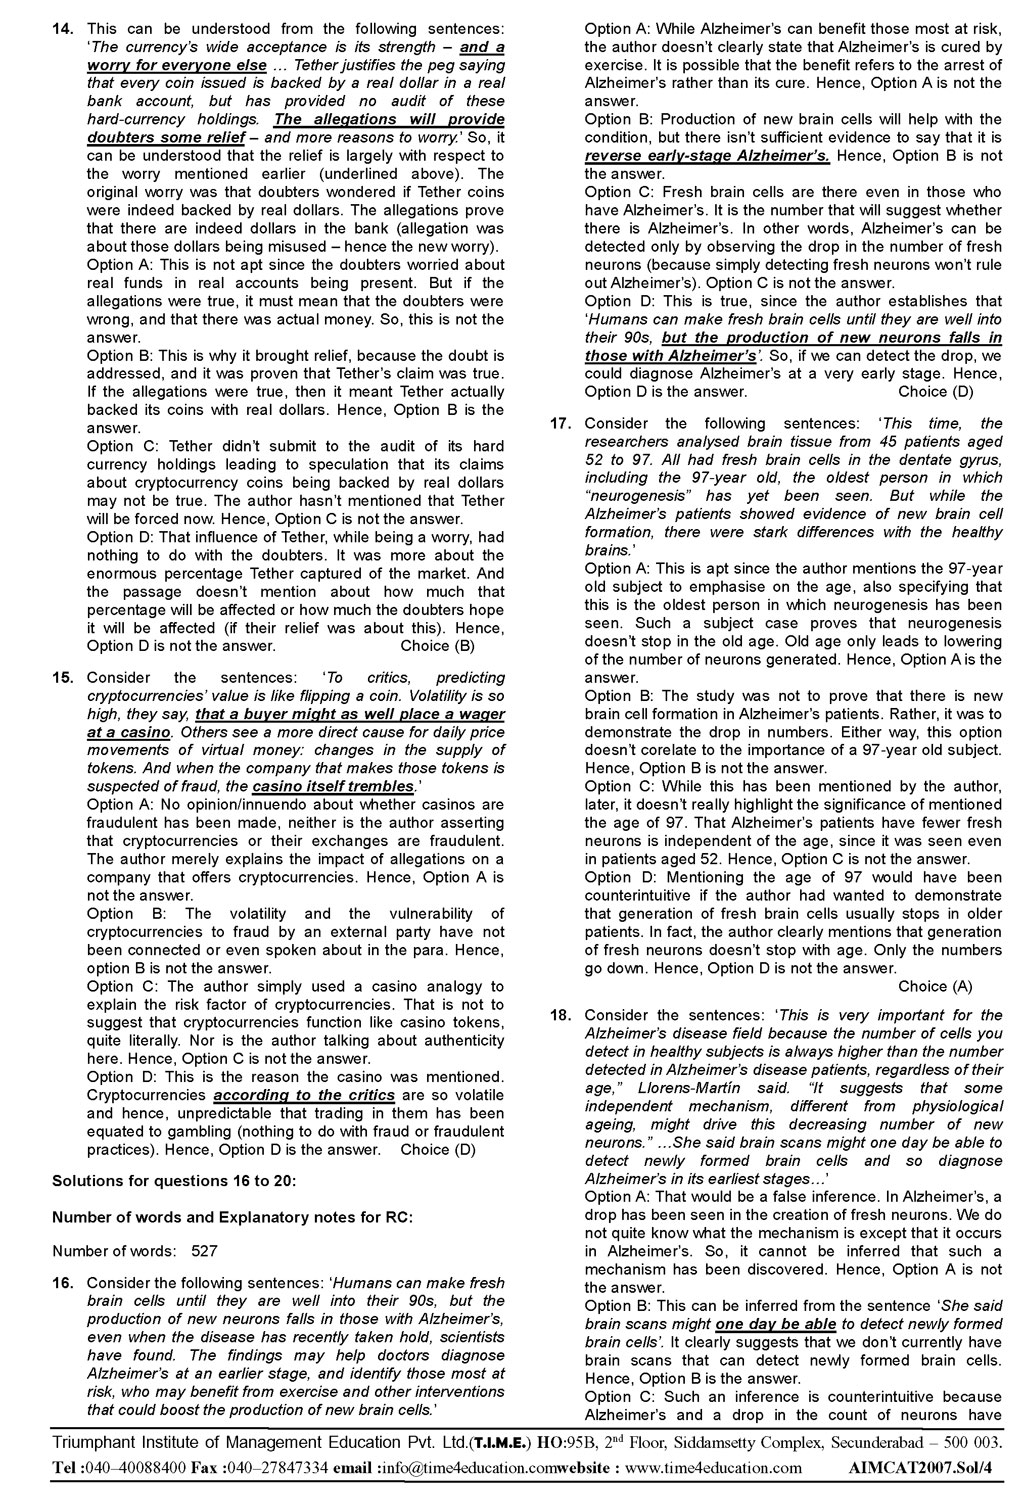 14. This can be understood from the following sentences:
‘The currency’s wide acceptance is its strength – and a
worry for everyone else … Tether justifies the peg saying
that every coin issued is backed by a real dollar in a real
bank account, but has provided no audit of these
hard-currency holdings. The allegations will provide
doubters some relief – and more reasons to worry.’ So, it
can be understood that the relief is largely with respect to
the worry mentioned earlier (underlined above). The
original worry was that doubters wondered if Tether coins
were indeed backed by real dollars. The allegations prove
that there are indeed dollars in the bank (allegation was
about those dollars being misused – hence the new worry).
Option A: This is not apt since the doubters worried about
real funds in real accounts being present. But if the
allegations were true, it must mean that the doubters were
wrong, and that there was actual money. So, this is not the
answer.
Option B: This is why it brought relief, because the doubt is
addressed, and it was proven that Tether’s claim was true.
If the allegations were true, then it meant Tether actually
backed its coins with real dollars. Hence, Option B is the
answer.
Option C: Tether didn’t submit to the audit of its hard
currency holdings leading to speculation that its claims
about cryptocurrency coins being backed by real dollars
may not be true. The author hasn’t mentioned that Tether
will be forced now. Hence, Option C is not the answer.
Option D: That influence of Tether, while being a worry, had
nothing to do with the doubters. It was more about the
enormous percentage Tether captured of the market. And
the passage doesn’t mention about how much that
percentage will be affected or how much the doubters hope
it will be affected (if their relief was about this). Hence,
Option D is not the answer. Choice (B)
15. Consider the sentences: ‘To critics, predicting
cryptocurrencies’ value is like flipping a coin. Volatility is so
high, they say, that a buyer might as well place a wager
at a casino. Others see a more direct cause for daily price
movements of virtual money: changes in the supply of
tokens. And when the company that makes those tokens is
suspected of fraud, the casino itself trembles.’
Option A: No opinion/innuendo about whether casinos are
fraudulent has been made, neither is the author asserting
that cryptocurrencies or their exchanges are fraudulent.
The author merely explains the impact of allegations on a
company that offers cryptocurrencies. Hence, Option A is
not the answer.
Option B: The volatility and the vulnerability of
cryptocurrencies to fraud by an external party have not
been connected or even spoken about in the para. Hence,
option B is not the answer.
Option C: The author simply used a casino analogy to
explain the risk factor of cryptocurrencies. That is not to
suggest that cryptocurrencies function like casino tokens,
quite literally. Nor is the author talking about authenticity
here. Hence, Option C is not the answer.
Option D: This is the reason the casino was mentioned.
Cryptocurrencies according to the critics are so volatile
and hence, unpredictable that trading in them has been
equated to gambling (nothing to do with fraud or fraudulent
practices). Hence, Option D is the answer. Choice (D)
Solutions for questions 16 to 20:
Number of words and Explanatory notes for RC:
Number of words: 527
16. Consider the following sentences: ‘Humans can make fresh
brain cells until they are well into their 90s, but the
production of new neurons falls in those with Alzheimer’s,
even when the disease has recently taken hold, scientists
have found. The findings may help doctors diagnose
Alzheimer’s at an earlier stage, and identify those most at
risk, who may benefit from exercise and other interventions
that could boost the production of new brain cells.’
Option A: While Alzheimer’s can benefit those most at risk,
the author doesn’t clearly state that Alzheimer’s is cured by
exercise. It is possible that the benefit refers to the arrest of
Alzheimer’s rather than its cure. Hence, Option A is not the
answer.
Option B: Production of new brain cells will help with the
condition, but there isn’t sufficient evidence to say that it is
reverse early-stage Alzheimer’s. Hence, Option B is not
the answer.
Option C: Fresh brain cells are there even in those who
have Alzheimer’s. It is the number that will suggest whether
there is Alzheimer’s. In other words, Alzheimer’s can be
detected only by observing the drop in the number of fresh
neurons (because simply detecting fresh neurons won’t rule
out Alzheimer’s). Option C is not the answer.
Option D: This is true, since the author establishes that
‘Humans can make fresh brain cells until they are well into
their 90s, but the production of new neurons falls in
those with Alzheimer’s’. So, if we can detect the drop, we
could diagnose Alzheimer’s at a very early stage. Hence,
Option D is the answer. Choice (D)
17. Consider the following sentences: ‘This time, the
researchers analysed brain tissue from 45 patients aged
52 to 97. All had fresh brain cells in the dentate gyrus,
including the 97-year old, the oldest person in which
“neurogenesis” has yet been seen. But while the
Alzheimer’s patients showed evidence of new brain cell
formation, there were stark differences with the healthy
brains.’
Option A: This is apt since the author mentions the 97-year
old subject to emphasise on the age, also specifying that
this is the oldest person in which neurogenesis has been
seen. Such a subject case proves that neurogenesis
doesn’t stop in the old age. Old age only leads to lowering
of the number of neurons generated. Hence, Option A is the
answer.
Option B: The study was not to prove that there is new
brain cell formation in Alzheimer’s patients. Rather, it was to
demonstrate the drop in numbers. Either way, this option
doesn’t corelate to the importance of a 97-year old subject.
Hence, Option B is not the answer.
Option C: While this has been mentioned by the author,
later, it doesn’t really highlight the significance of mentioned
the age of 97. That Alzheimer’s patients have fewer fresh
neurons is independent of the age, since it was seen even
in patients aged 52. Hence, Option C is not the answer.
Option D: Mentioning the age of 97 would have been
counterintuitive if the author had wanted to demonstrate
that generation of fresh brain cells usually stops in older
patients. In fact, the author clearly mentions that generation
of fresh neurons doesn’t stop with age. Only the numbers
go down. Hence, Option D is not the answer.
Choice (A)
18. Consider the sentences: ‘This is very important for the
Alzheimer’s disease field because the number of cells you
detect in healthy subjects is always higher than the number
detected in Alzheimer’s disease patients, regardless of their
age,” Llorens-Martín said. “It suggests that some
independent mechanism, different from physiological
ageing, might drive this decreasing number of new
neurons.” …She said brain scans might one day be able to
detect newly formed brain cells and so diagnose
Alzheimer’s in its earliest stages…’
Option A: That would be a false inference. In Alzheimer’s, a
drop has been seen in the creation of fresh neurons. We do
not quite know what the mechanism is except that it occurs
in Alzheimer’s. So, it cannot be inferred that such a
mechanism has been discovered. Hence, Option A is not
the answer.
Option B: This can be inferred from the sentence ‘She said
brain scans might one day be able to detect newly formed
brain cells’. It clearly suggests that we don’t currently have
brain scans that can detect newly formed brain cells.
Hence, Option B is the answer.
Option C: Such an inference is counterintuitive because
Alzheimer’s and a drop in the count of neurons have
Triumphant Institute of Management Education Pvt. Ltd.(T.I.M.E.) HO:95B, 2nd Floor, Siddamsetty Complex, Secunderabad – 500 003.
Tel :040–40088400 Fax :040–27847334 email :info@time4education.comwebsite : www.time4education.com AIMCAT2007.Sol/4